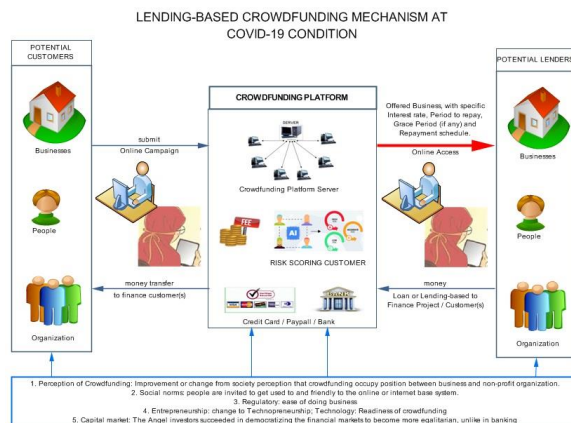 LENDING-BASED CROWDFUNDING MECHANISM AT
COVID-19 CONDITION
POTENTIAL
CUSTOMERS
Businesses
People
Organization
submit
Online Campaign
money transfer
to finance customer(s)
CROWDFUNDING PLATFORM
SERVER
Crowdfunding Platform Server
FEE
AI
RISK SCORING CUSTOMER
Credit Card / Paypall / Bank
Offered Business, with specific
Interest rate, Period to repay,
Grace Period (if any) and
Repayment schedule.
Online Access
money
Loan or Lending-based to
Finance Project / Customer(s)
POTENTIAL LENDERS
Businesses
People
Organization
1. Perception of Crowdfunding: Improvement or change from society perception that crowdfunding occupy position between business and non-profit organization.
2. Social norms: people are invited to get used to and friendly to the online or internet base system.
3. Regulatory: ease of doing business
4. Entrepreneurship: change to Technopreneurship; Technology: Readiness of crowdfunding
5. Capital market: The Angel investors succeeded in democratizing the financial markets to become more egalitarian, unlike in banking